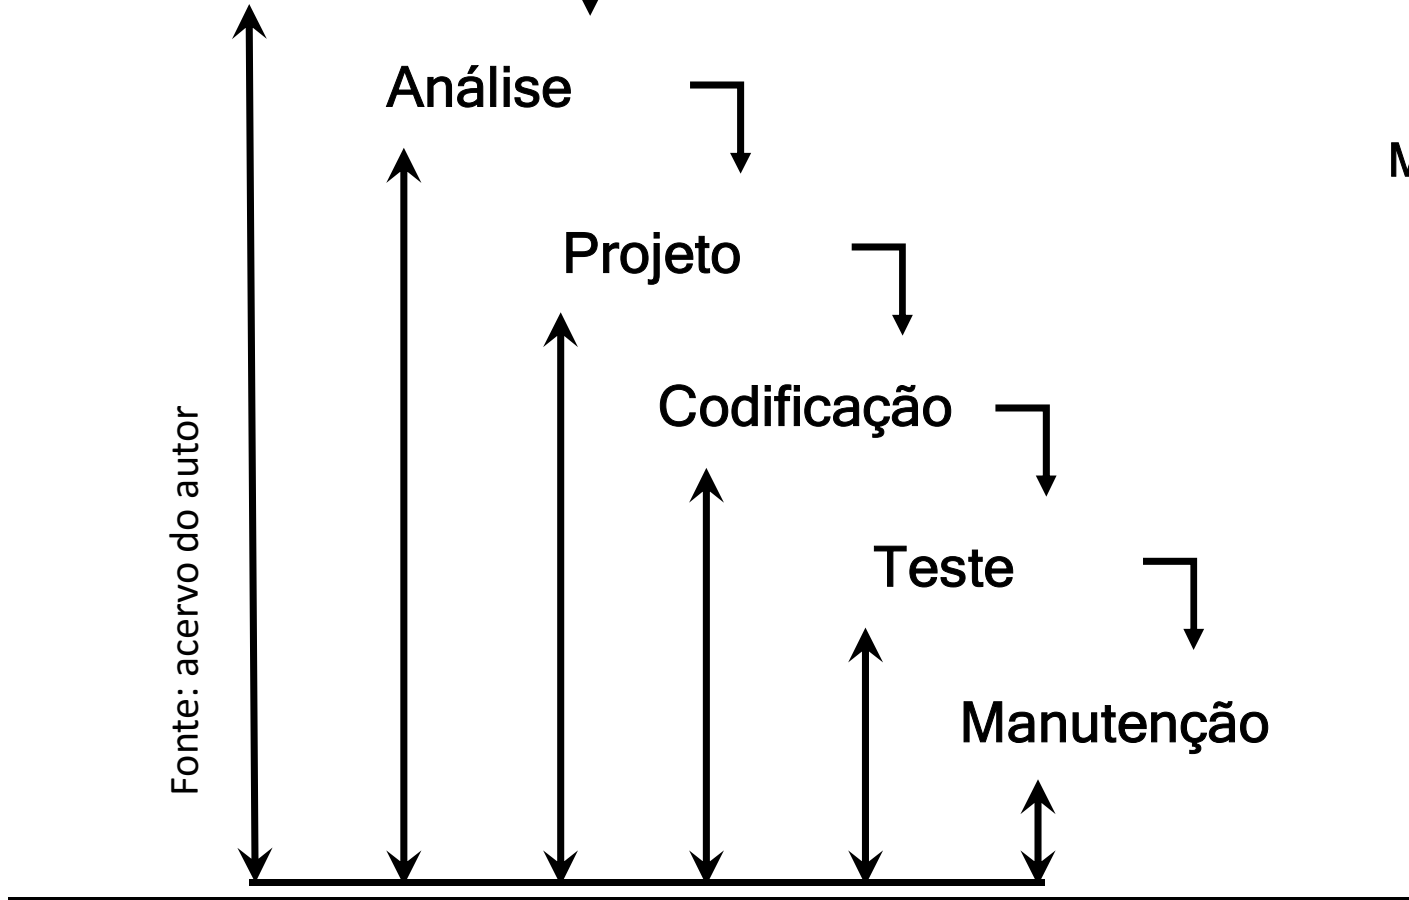 Análise
M
Projeto
Codificação
Teste
Manutenção
Fonte: acervo do autor